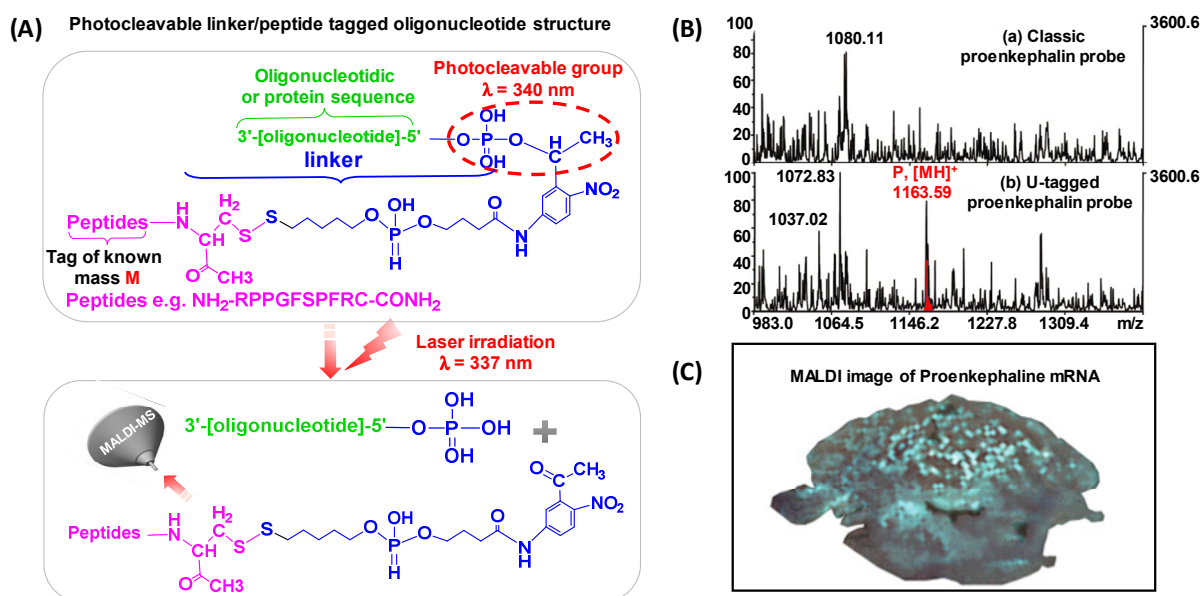 (A)
Photocleavable linker/peptide tagged oligonucleotide structure
Oligonucleotidic
or protein sequence
Photocleavable group
λ = 340 nm
3'-[oligonucleotide]-5'
O
OH
P
OH
O
H
C
CH3
linker
NO2
Peptides
H
N
H2
C
CH
S
S
O
CH3
O
OH
P
H
O
O
N
H
Tag of known
mass M
Peptides e.g. NH2-RPPGFSPFRC-CONH2
Laser irradiation
λ = 337 nm
MALDI-MS
3'-[oligonucleotide]-5'
O
OH
P
OH
OH
+
O
CH3
NO2
Peptides
H
N
H2
C
CH
S
S
O
CH3
O
OH
P
H
O
O
N
H
(B)
100
80
60
40
20
0
1080.11
(a) Classic
proenkephalin probe
3600.6
100
80
60
40
20
0
1037.02
1072.83
P, [MH]+
1163.59
(b) U-tagged
proenkephalin probe
3600.6
983.0 1064.5 1146.2 1227.8 1309.4 m/z
(C)
MALDI image of Proenkephaline mRNA